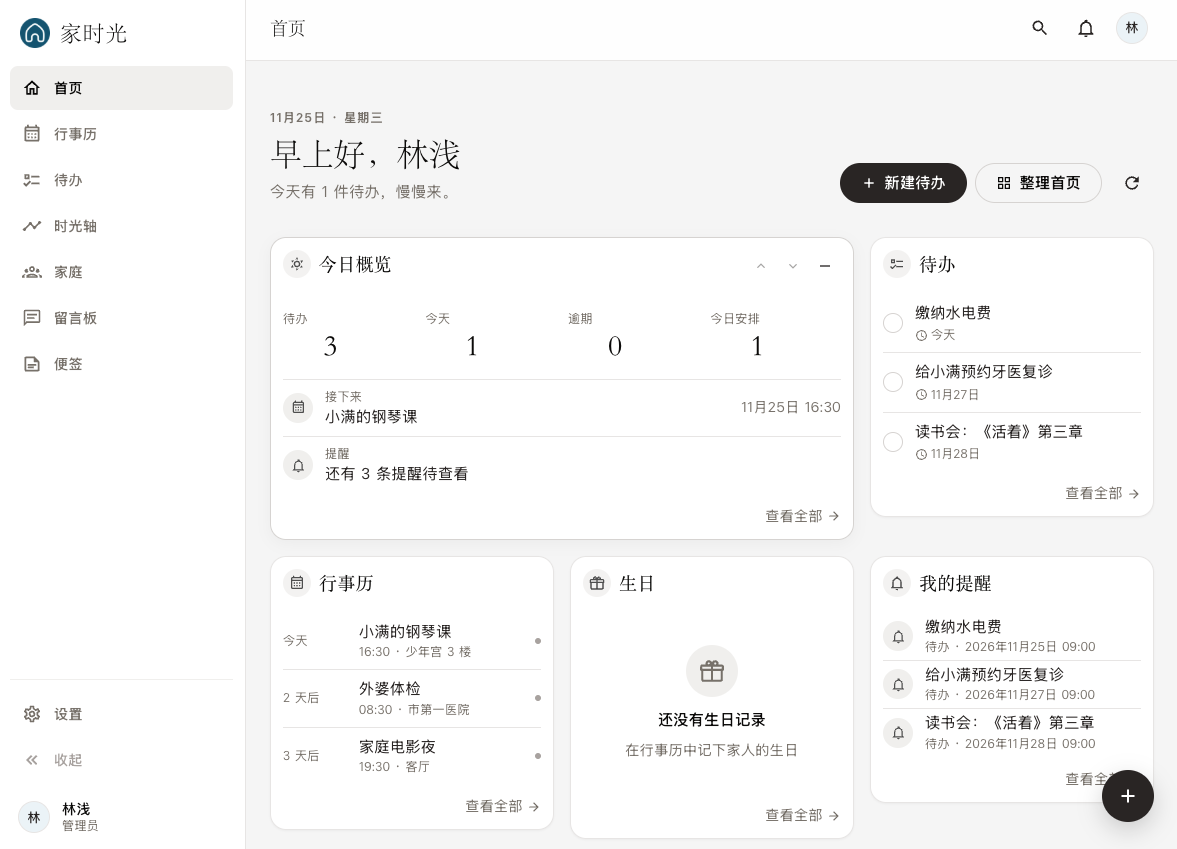 家时光
首页
行事历
待办
时光轴
家庭
留言板
便签
设置
收起
林
林浅
管理员
首页
林
11月25日 · 星期三
早上好，林浅
今天有 1 件待办，慢慢来。
新建待办
整理首页
今日概览
待办
今天
逾期
今日安排
3
1
0
1
接下来
小满的钢琴课
11月25日 16:30
提醒
还有 3 条提醒待查看
查看全部
待办
缴纳水电费
今天
给小满预约牙医复诊
11月27日
读书会：《活着》第三章
11月28日
查看全部
行事历
今天
小满的钢琴课
16:30 · 少年宫 3 楼
2 天后
外婆体检
08:30 · 市第一医院
3 天后
家庭电影夜
19:30 · 客厅
查看全部
生日
还没有生日记录
在行事历中记下家人的生日
查看全部
我的提醒
缴纳水电费
待办 · 2026年11月25日 09:00
给小满预约牙医复诊
待办 · 2026年11月27日 09:00
读书会：《活着》第三章
待办 · 2026年11月28日 09:00
查看